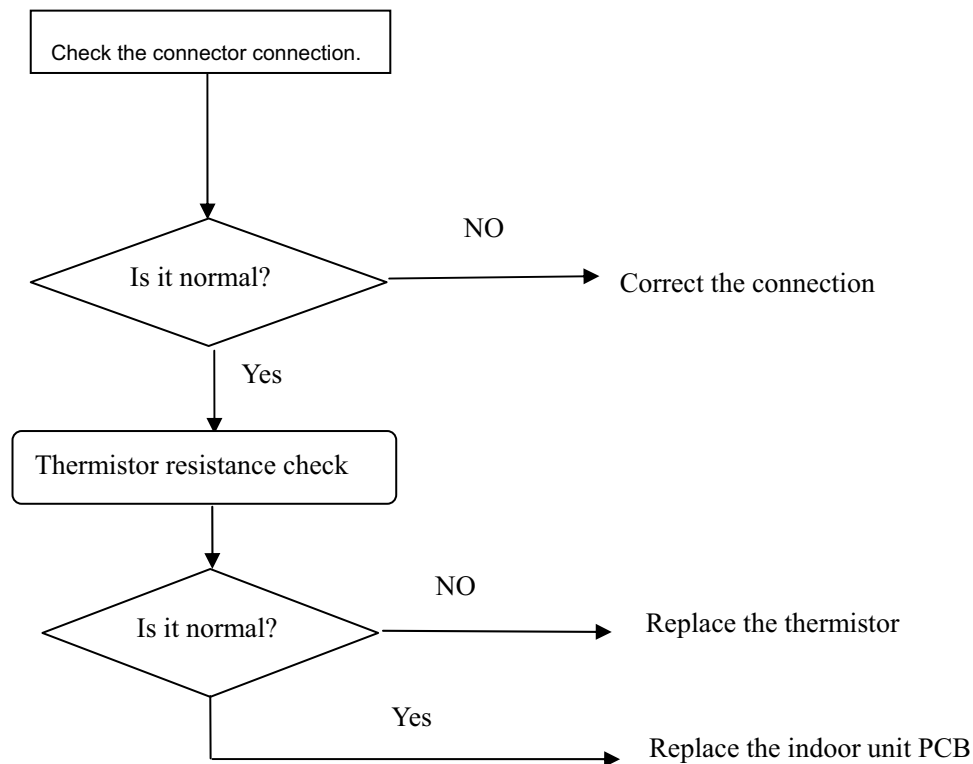 Check the connector connection.
NO
Is it normal?
Correct the connection
Yes
Thermistor resistance check
NO
Is it normal?
Replace the thermistor
Yes
Replace the indoor unit PCB